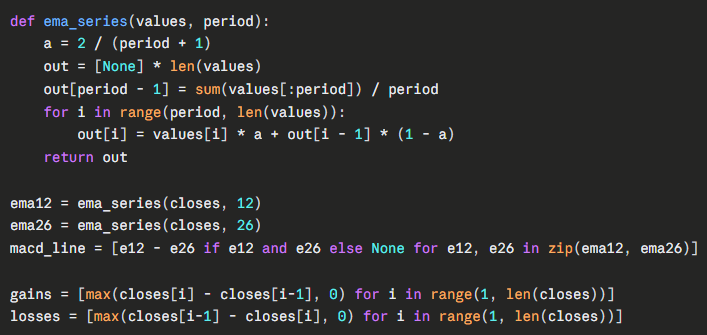 def ema_series(values, period):
    a = 2 / (period + 1)
    out = [None] * len(values)
    out[period - 1] = sum(values[:period]) / period
    for i in range(period, len(values)):
        out[i] = values[i] * a + out[i - 1] * (1 - a)
    return out

ema12 = ema_series(closes, 12)
ema26 = ema_series(closes, 26)
macd_line = [e12 - e26 if e12 and e26 else None for e12, e26 in zip(ema12, ema26)]

gains = [max(closes[i] - closes[i-1], 0) for i in range(1, len(closes))]
losses = [max(closes[i-1] - closes[i], 0) for i in range(1, len(closes))]